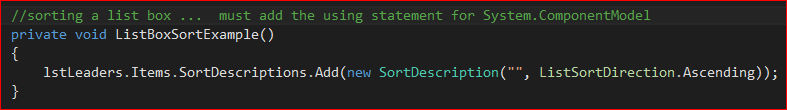 //sorting a list box ...  must add the using statement for System.ComponentModel
private void ListBoxSortExample()
{
    lstLeaders.Items.SortDescriptions.Add(new SortDescription("", ListSortDirection.Ascending));
}